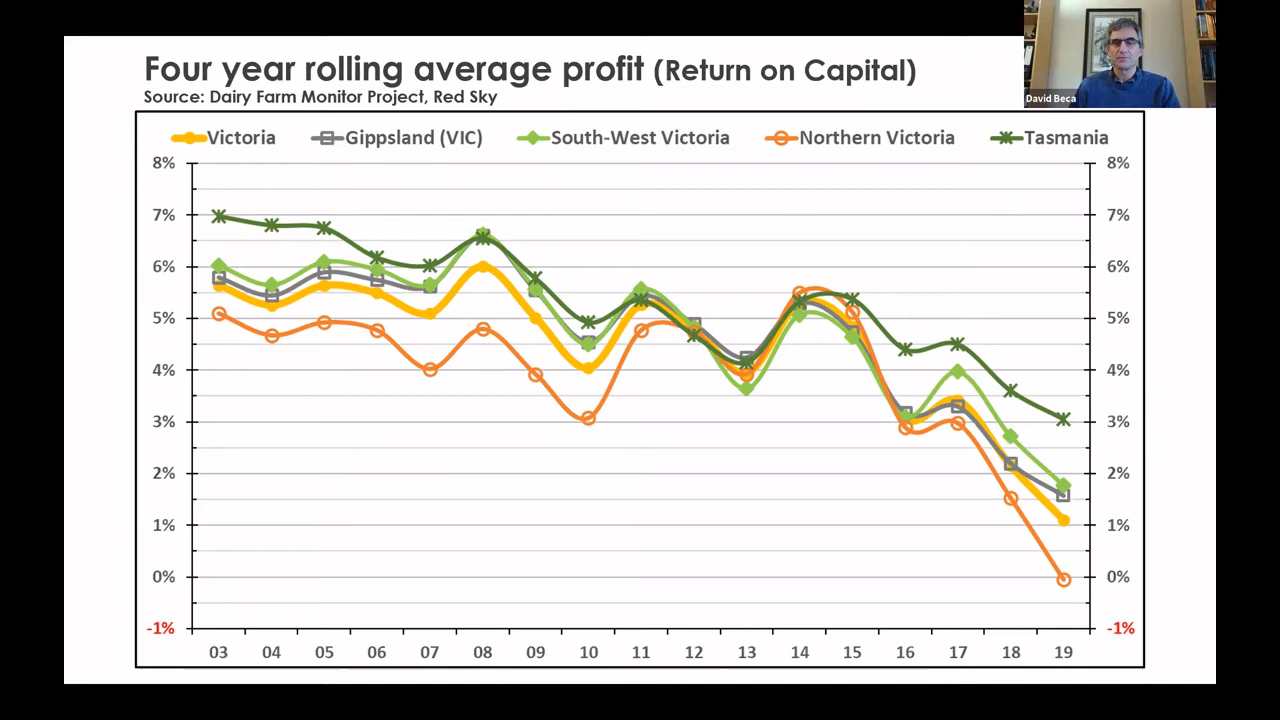 Four year rolling average profit (Return on Capital)
Source: Dairy Farm Monitor Project, Red Sky
David Beca
Victoria Gippsland (VIC) South-West Victoria Northern Victoria Tasmania
8% 8%
7% 7%
6% 6%
5% 5%
4% 4%
3% 3%
2% 2%
1% 1%
0% 0%
-1% -1%
03 04 05 06 07 08 09 10 11 12 13 14 15 16 17 18 19